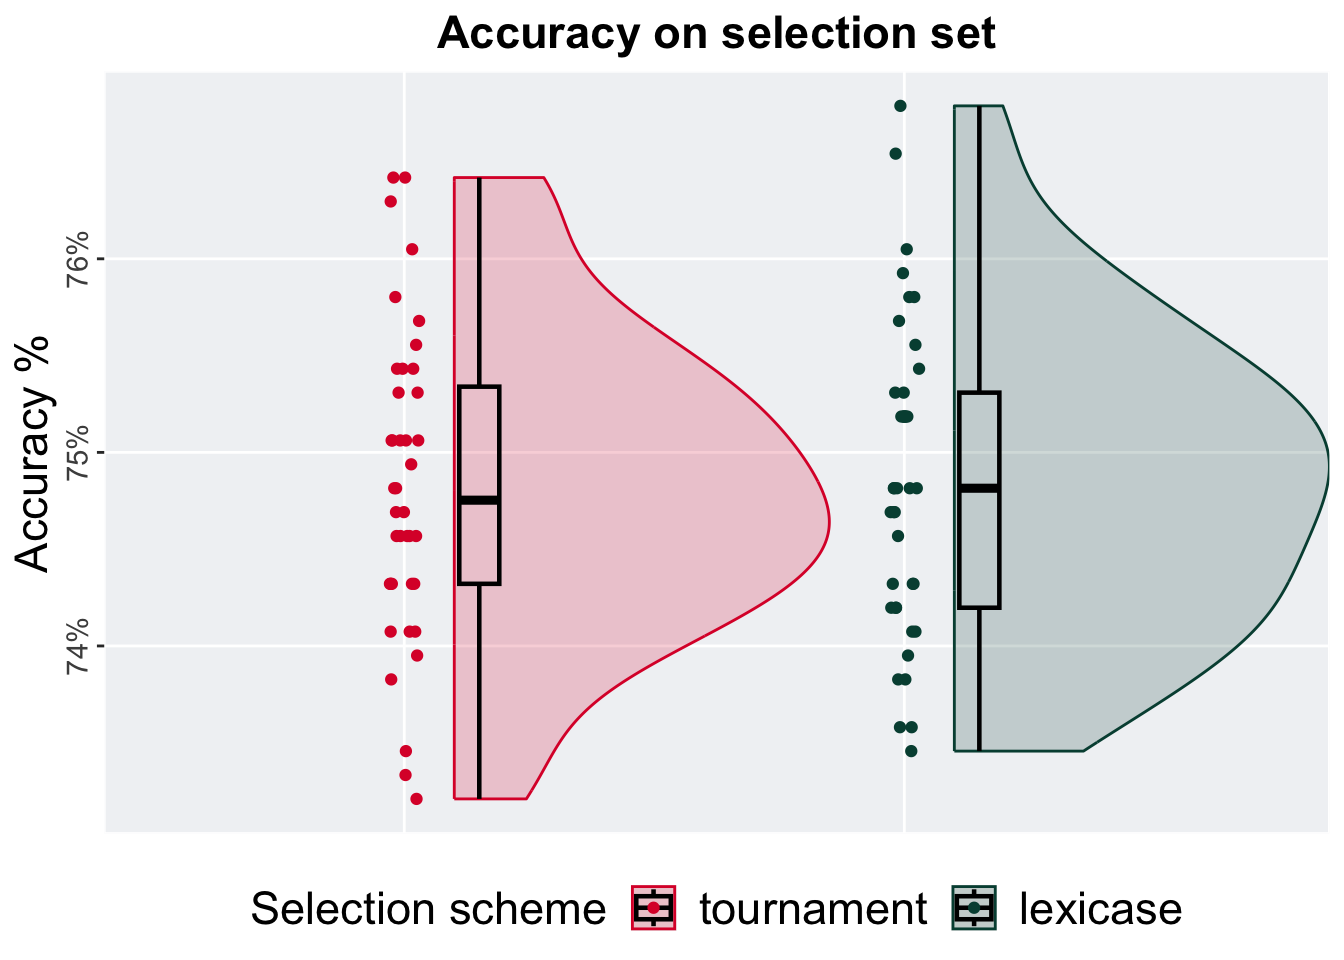 Accuracy on selection set
Accuracy %
76%
75%
74%
Selection scheme tournament lexicase